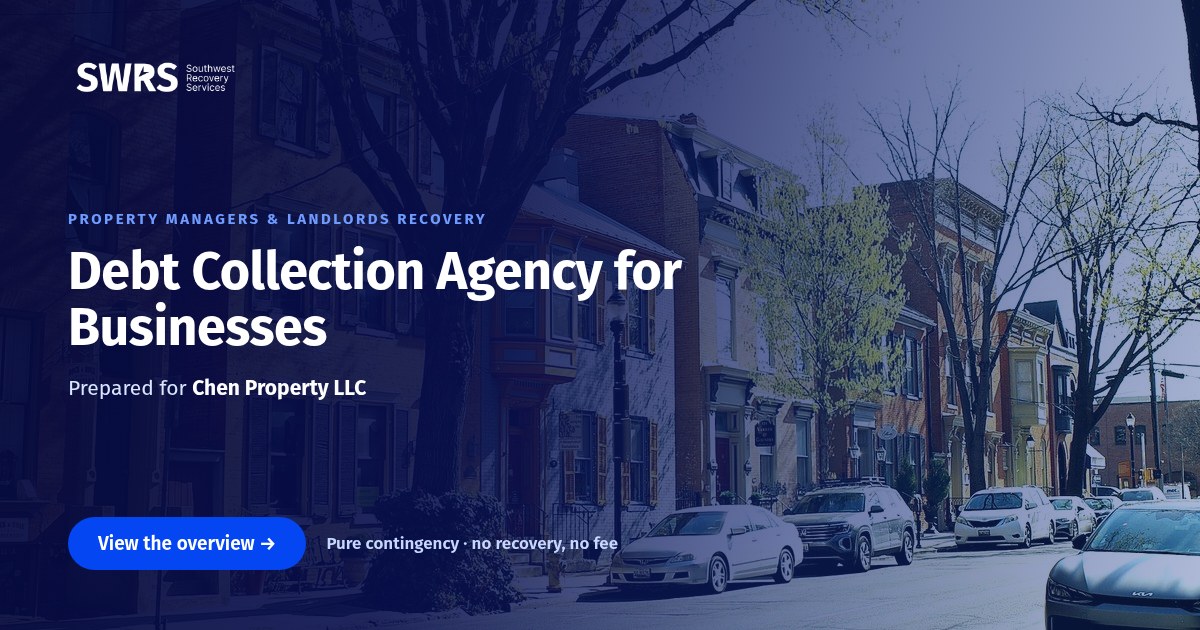 SWRS
Southwest
Recovery
Services
PROPERTY MANAGERS & LANDLORDS RECOVERY
Debt Collection Agency for
Businesses
Prepared for Chen Property LLC
View the overview →
Pure contingency · no recovery, no fee